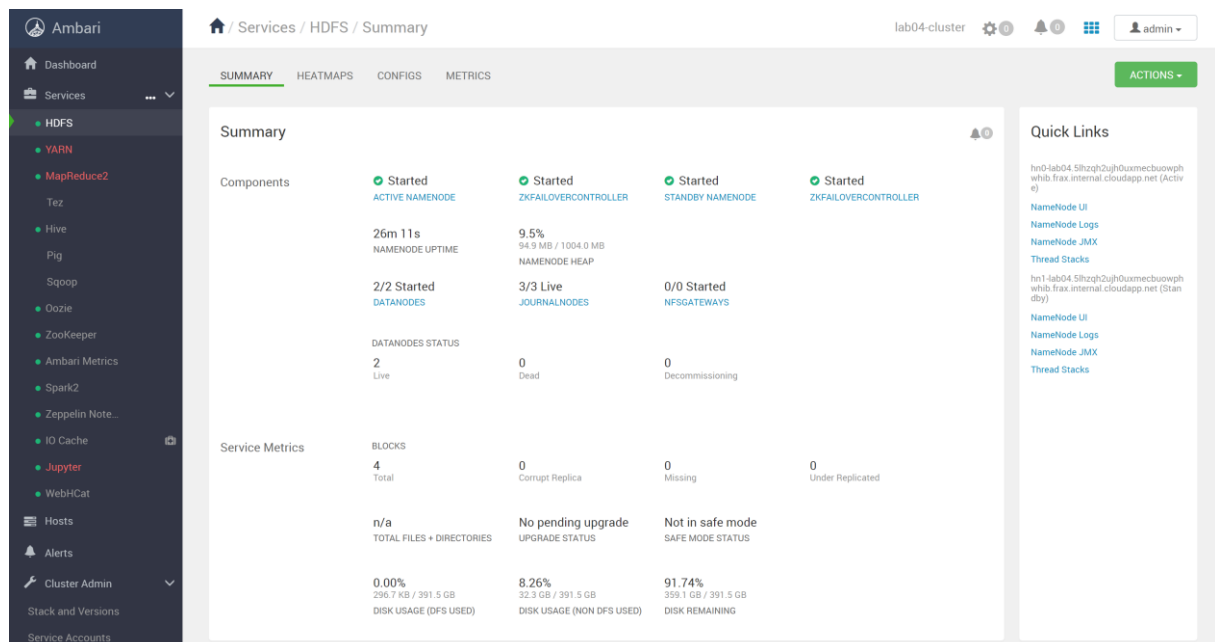 Ambari
/ Services / HDFS / Summary
lab04-cluster
0
0
admin
Dashboard
Services
...
HDFS
YARN
MapReduce2
Tez
Hive
Pig
Sqoop
Oozie
ZooKeeper
Ambari Metrics
Spark2
Zeppelin Note...
IO Cache
Jupyter
WebHCat
Hosts
Alerts
Cluster Admin
Stack and Versions
Service Accounts
SUMMARY HEATMAPS CONFIGS METRICS
ACTIONS
Summary
0
Components
Started Started Started Started
ACTIVE NAMENODE ZKFAILOVERCONTROLLER STANDBY NAMENODE ZKFAILOVERCONTROLLER
26m 11s
NAMENODE UPTIME
9.5%
94.9 MB / 1004.0 MB
NAMENODE HEAP
2/2 Started 3/3 Live 0/0 Started
DATANODES JOURNALNODES NFSGATEWAYS
DATANODES STATUS
2 0 0
Live Dead Decommissioning
Service Metrics
BLOCKS
4 0 0 0
Total Corrupt Replica Missing Under Replicated
n/a No pending upgrade Not in safe mode
TOTAL FILES + DIRECTORIES UPGRADE STATUS SAFE MODE STATUS
0.00% 8.26% 91.74%
296.7 KB / 391.5 GB 32.3 GB / 391.5 GB 359.1 GB / 391.5 GB
DISK USAGE (DFS USED) DISK USAGE (NON DFS USED) DISK REMAINING
Quick Links
hn0-lab04.5lhzqh2ujh0uxmecbuowph
whib.frax.internal.cloudapp.net (Activ
e)
NameNode UI
NameNode Logs
NameNode JMX
Thread Stacks
hn1-lab04.5lhzqh2ujh0uxmecbuowph
whib.frax.internal.cloudapp.net (Stan
dby)
NameNode UI
NameNode Logs
NameNode JMX
Thread Stacks